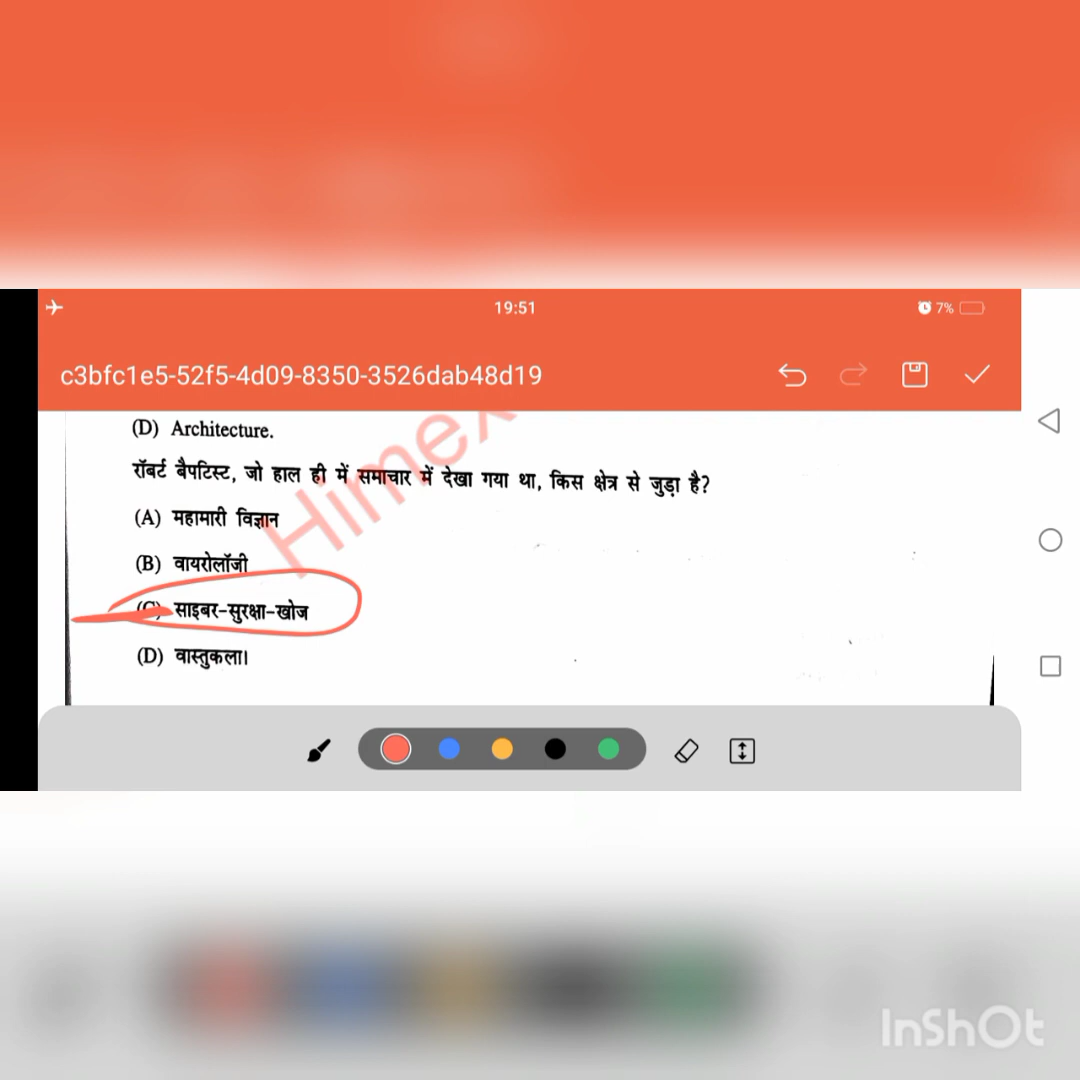 19:51
7%
c3bfc1e5-52f5-4d09-8350-3526dab48d19
(D) Architecture.
Himex
रॉबर्ट बैपटिस्ट, जो हाल ही में समाचार में देखा गया था, किस क्षेत्र से जुड़ा है?
(A) महामारी विज्ञान
(B) वायरोलॉजी
(C) साइबर-सुरक्षा-खोज
(D) वास्तुकला।
InShOt